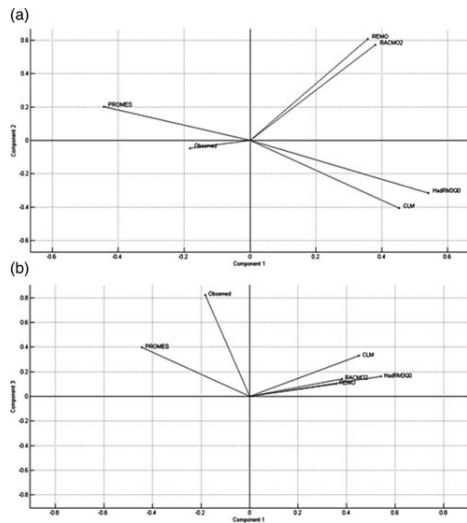 (a)
0.6
0.4
0.2
0
-0.2
-0.4
-0.6
Component 2
REMO
RACMO2
PROMES
Observed
HadRM3Q0
CLM
-0.6
-0.4
-0.2
0
0.2
0.4
0.6
Component 1
(b)
0.8
0.6
0.4
0.2
0
-0.2
-0.4
-0.6
-0.8
Component 3
Observed
PROMES
CLM
RACMO2
HadRM3Q0
REMO
-0.8
-0.6
-0.4
-0.2
0
0.2
0.4
0.6
0.8
Component 1